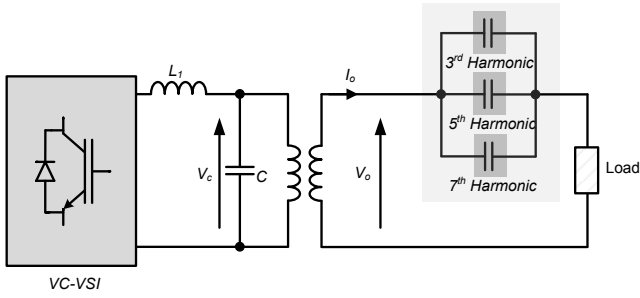 L1
Io
3rd Harmonic
5th Harmonic
Vc
C
Vo
7th Harmonic
Load
VC-VSI